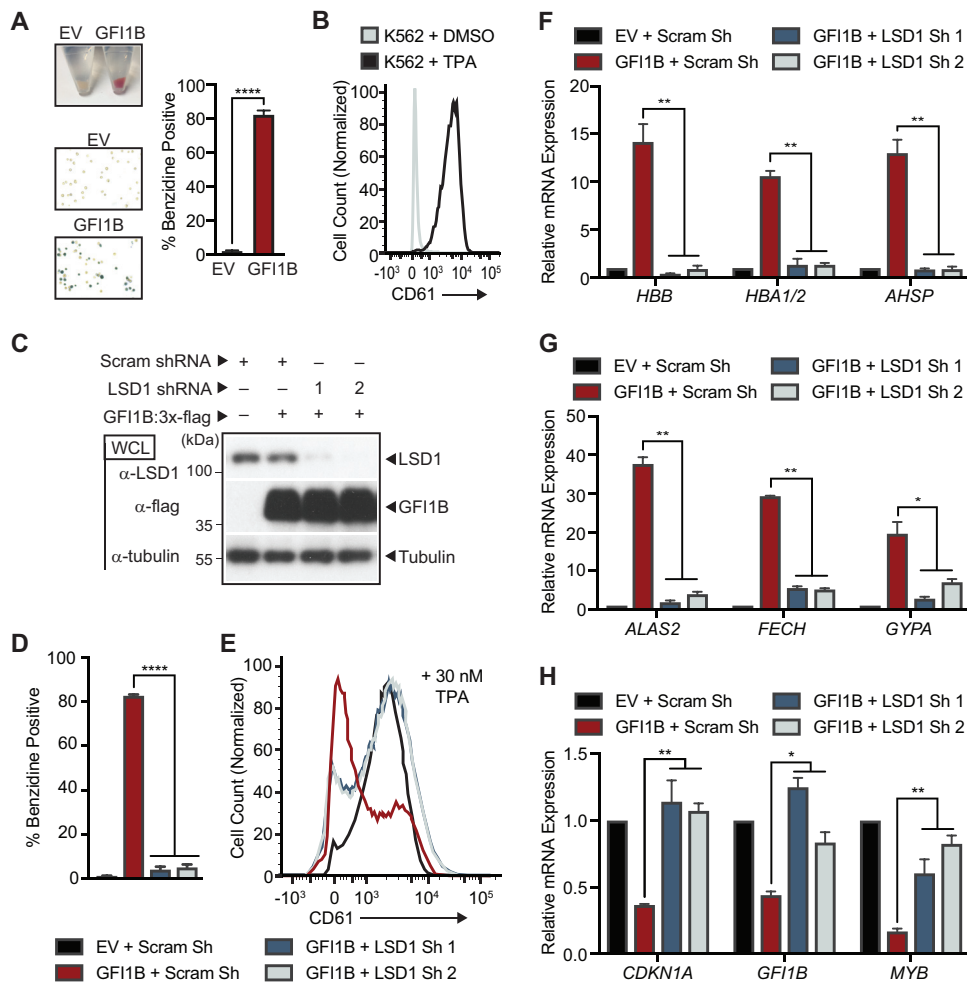 A
EV GFI1B
EV
GFI1B
% Benzidine Positive
100
80
60
40
20
0
****
EV GFI1B
B
K562 + DMSO
K562 + TPA
Cell Count (Normalized)
100
80
60
40
20
0
-10³ 0 10³ 10⁴ 10⁵
CD61
C
Scram shRNA + + – –
LSD1 shRNA – – 1 2
GFI1B:3x-flag – + + +
WCL
(kDa)
α-LSD1
100
LSD1
α-flag
35
GFI1B
α-tubulin
55
Tubulin
D
% Benzidine Positive
100
80
60
40
20
0
****
E
+ 30 nM
TPA
Cell Count (Normalized)
100
80
60
40
20
0
-10³ 0 10³ 10⁴ 10⁵
CD61
EV + Scram Sh
GFI1B + Scram Sh
GFI1B + LSD1 Sh 1
GFI1B + LSD1 Sh 2
F
EV + Scram Sh
GFI1B + Scram Sh
GFI1B + LSD1 Sh 1
GFI1B + LSD1 Sh 2
Relative mRNA Expression
20
15
10
5
0
** ** **
HBB HBA1/2 AHSP
G
EV + Scram Sh
GFI1B + Scram Sh
GFI1B + LSD1 Sh 1
GFI1B + LSD1 Sh 2
Relative mRNA Expression
50
40
30
20
10
0
** ** *
ALAS2 FECH GYPA
H
EV + Scram Sh
GFI1B + Scram Sh
GFI1B + LSD1 Sh 1
GFI1B + LSD1 Sh 2
Relative mRNA Expression
1.5
1.0
0.5
0.0
** * **
CDKN1A GFI1B MYB